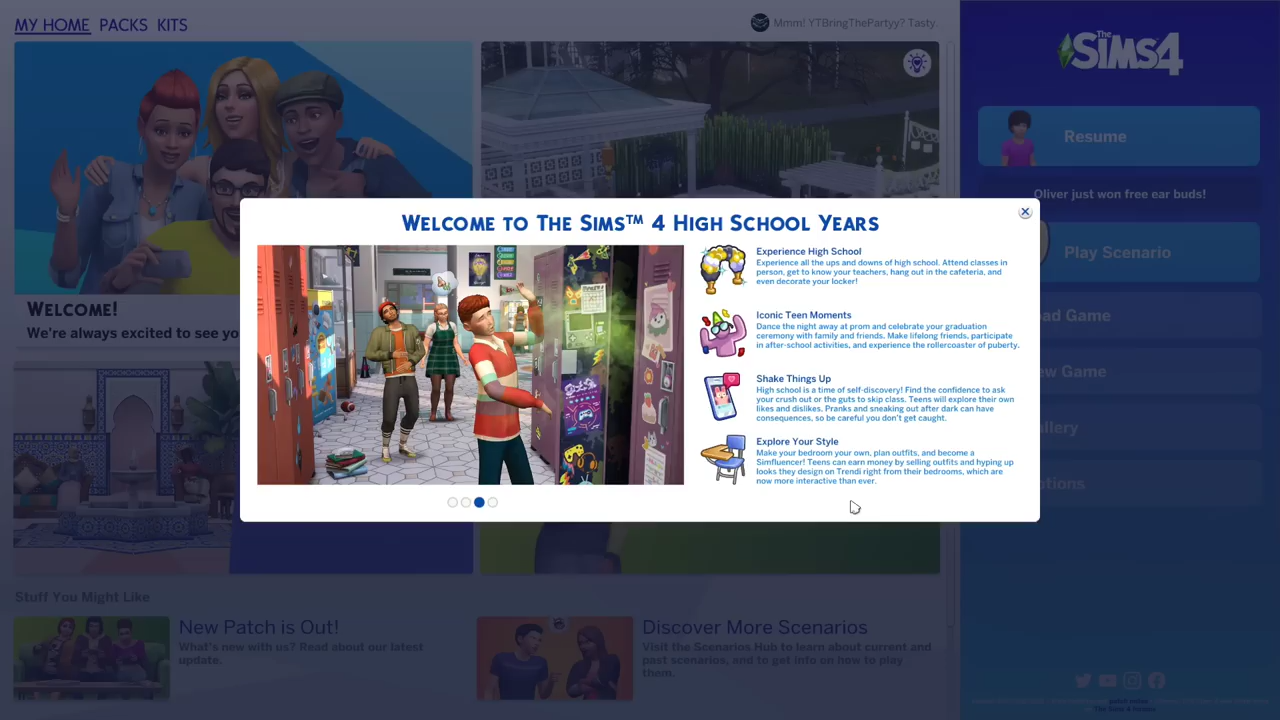 MY HOME PACKS KITS
Mmm! YTBringThePartyy? Tasty.
The SiMS 4
Resume
Oliver just won free ear buds!
Play Scenario
ad Game
ew Game
allery
ptions
WELCOME!
We're always excited to see yo
WELCOME TO THE SIMS™ 4 HIGH SCHOOL YEARS
Experience High School
Experience all the ups and downs of high school. Attend classes in
person, get to know your teachers, hang out in the cafeteria, and
even decorate your locker!
Iconic Teen Moments
Dance the night away at prom and celebrate your graduation
ceremony with family and friends. Make lifelong friends, participate
in after-school activities, and experience the rollercoaster of puberty.
Shake Things Up
High school is a time of self-discovery! Find the confidence to ask
your crush out or the guts to skip class. Teens will explore their own
likes and dislikes. Pranks and sneaking out after dark can have
consequences, so be careful you don't get caught.
Explore Your Style
Make your bedroom your own, plan outfits, and become a
Simfluencer! Teens can earn money by selling outfits and hyping up
looks they design on Trendi right from their bedrooms, which are
now more interactive than ever.
Stuff You Might Like
New Patch is Out!
What's new with us? Read about our latest
update.
Discover More Scenarios
Visit the Scenarios Hub to learn about current and
past scenarios, and to get info on how to play
them.